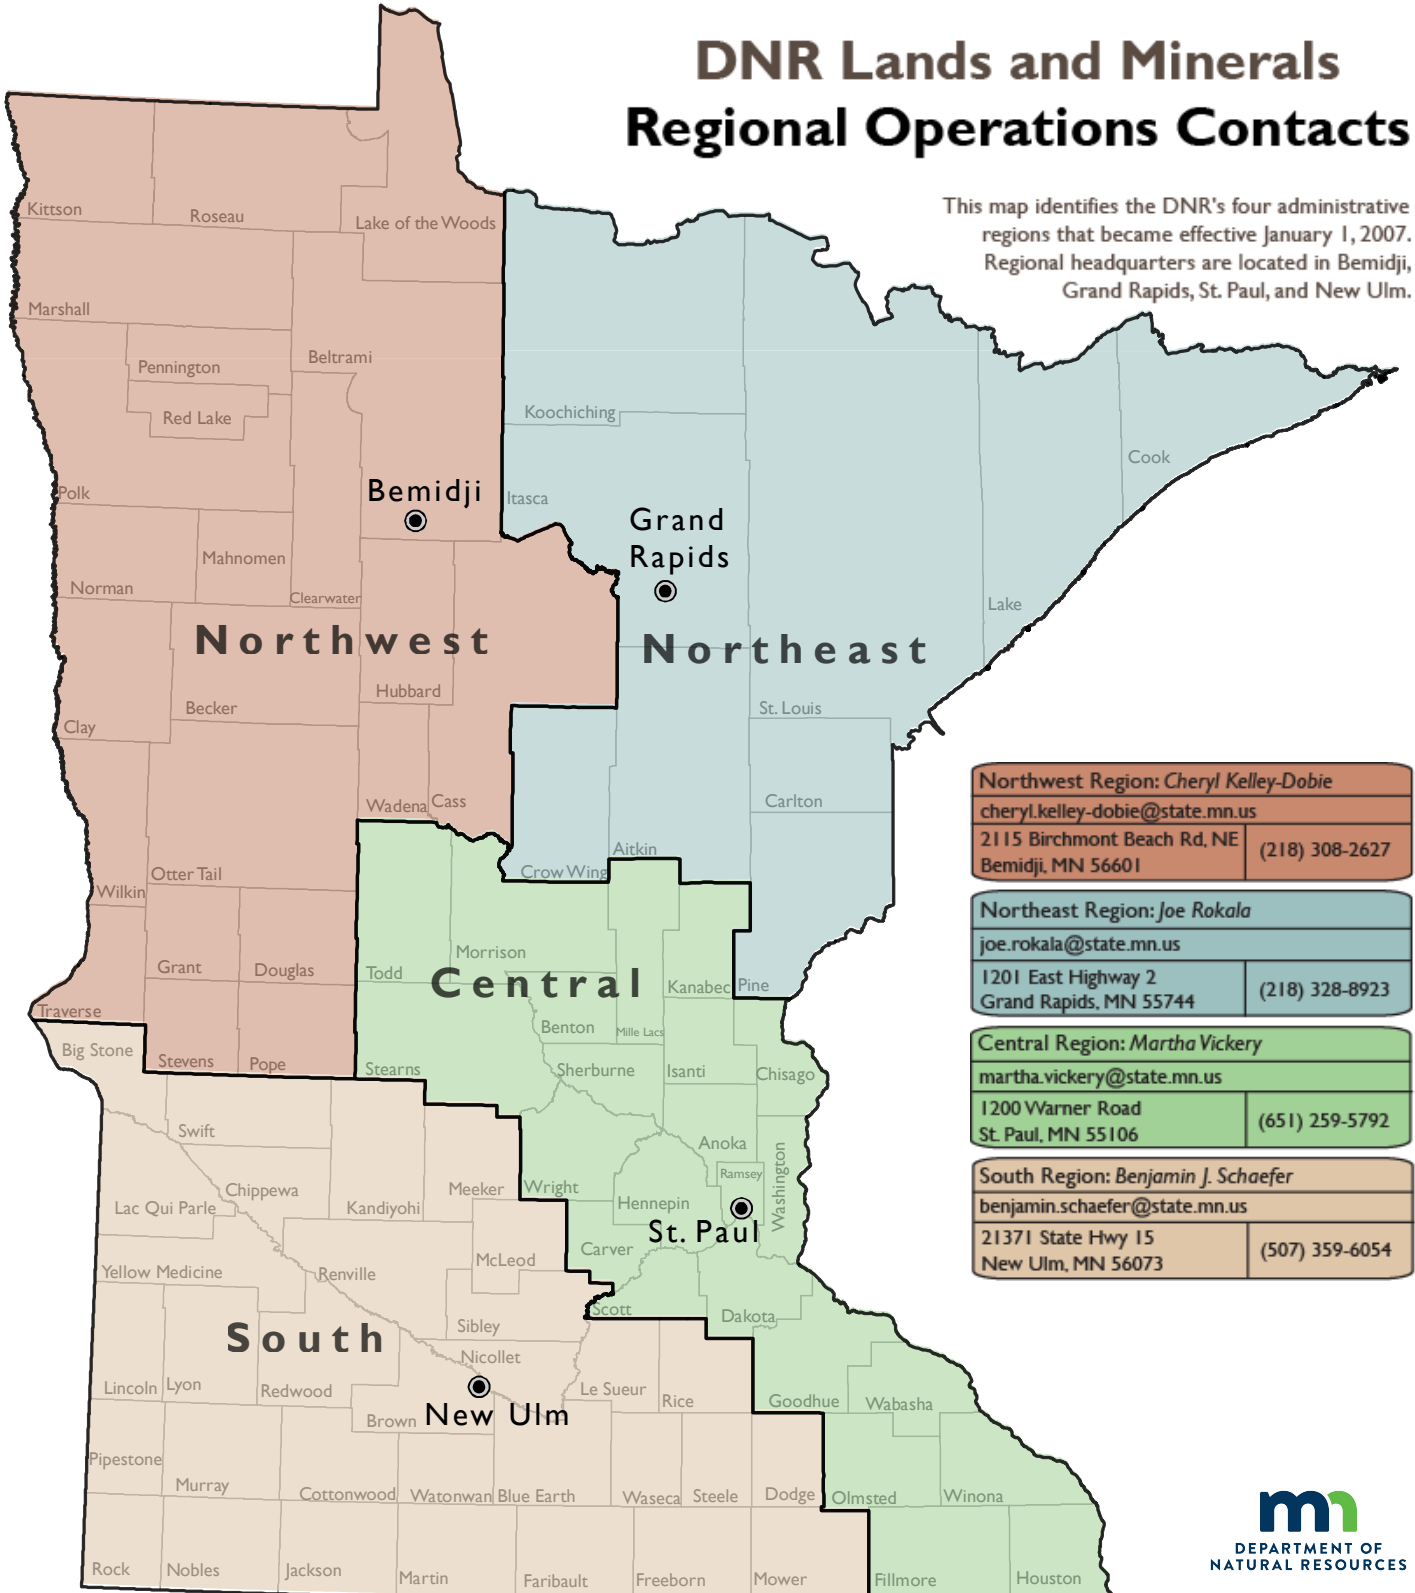 DNR Lands and Minerals
Regional Operations Contacts
This map identifies the DNR's four administrative
regions that became effective January 1, 2007.
Regional headquarters are located in Bemidji,
Grand Rapids, St. Paul, and New Ulm.
Kittson
Roseau
Lake of the Woods
Marshall
Pennington
Beltrami
Red Lake
Koochiching
Cook
Polk
Bemidji
Itasca
Grand
Rapids
Mahnomen
Norman
Clearwater
Lake
Northwest
Northeast
Hubbard
Becker
St. Louis
Clay
Wadena
Cass
Carlton
Aitkin
Crow Wing
Otter Tail
Wilkin
Morrison
Grant
Douglas
Todd
Central
Kanabec
Pine
Traverse
Benton
Mille Lacs
Big Stone
Stevens
Pope
Stearns
Sherburne
Isanti
Chisago
Swift
Anoka
Washington
Ramsey
Chippewa
Meeker
Wright
Lac Qui Parle
Kandiyohi
Hennepin
St. Paul
Carver
McLeod
Yellow Medicine
Renville
Scott
Dakota
Sibley
South
Nicollet
Lincoln
Lyon
Redwood
Le Sueur
Rice
Goodhue
Wabasha
Brown
New Ulm
Pipestone
Murray
Cottonwood
Watonwan
Blue Earth
Waseca
Steele
Dodge
Olmsted
Winona
Rock
Nobles
Jackson
Martin
Faribault
Freeborn
Mower
Fillmore
Houston
Northwest Region: Cheryl Kelley-Dobie
cheryl.kelley-dobie@state.mn.us
2115 Birchmont Beach Rd, NE
Bemidji, MN 56601
(218) 308-2627
Northeast Region: Joe Rokala
joe.rokala@state.mn.us
1201 East Highway 2
Grand Rapids, MN 55744
(218) 328-8923
Central Region: Martha Vickery
martha.vickery@state.mn.us
1200 Warner Road
St. Paul, MN 55106
(651) 259-5792
South Region: Benjamin J. Schaefer
benjamin.schaefer@state.mn.us
21371 State Hwy 15
New Ulm, MN 56073
(507) 359-6054
mn
DEPARTMENT OF
NATURAL RESOURCES